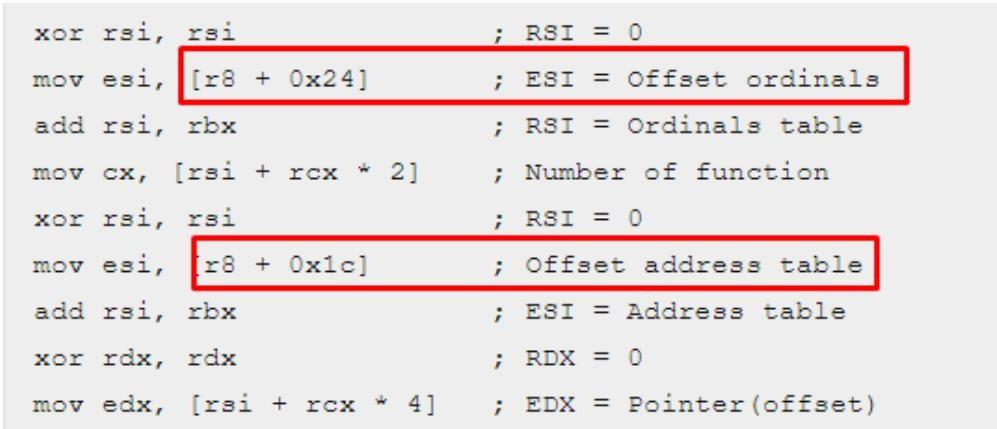 xor rsi, rsi ; RSI = 0
mov esi, [r8 + 0x24] ; ESI = Offset ordinals
add rsi, rbx ; RSI = Ordinals table
mov cx, [rsi + rcx * 2] ; Number of function
xor rsi, rsi ; RSI = 0
mov esi, [r8 + 0x1c] ; Offset address table
add rsi, rbx ; ESI = Address table
xor rdx, rdx ; RDX = 0
mov edx, [rsi + rcx * 4] ; EDX = Pointer(offset)